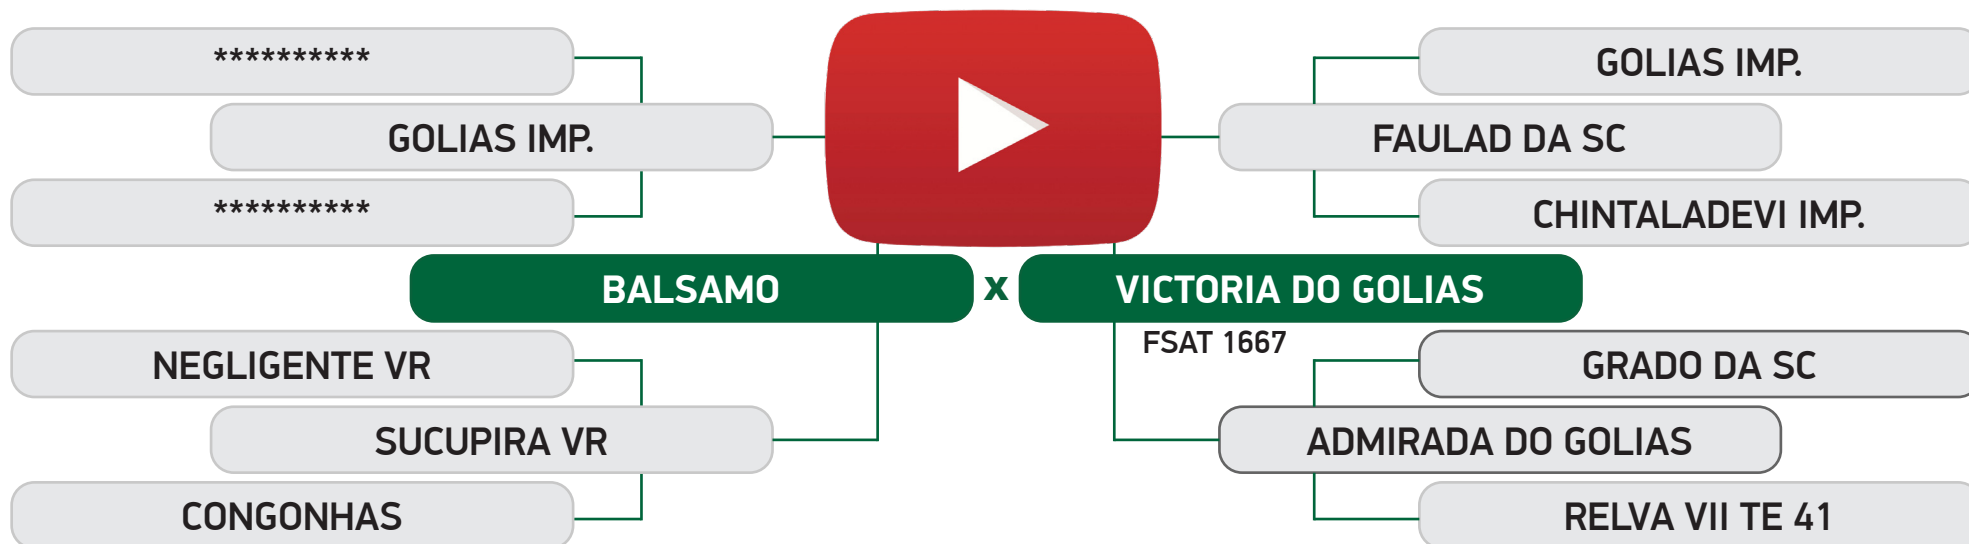 **********
GOLIAS IMP.
GOLIAS IMP.
FAULAD DA SC
**********
CHINTALADEVI IMP.
BALSAMO x VICTORIA DO GOLIAS
FSAT 1667
NEGLIGENTE VR
GRADO DA SC
SUCUPIRA VR
ADMIRADA DO GOLIAS
CONGONHAS
RELVA VII TE 41